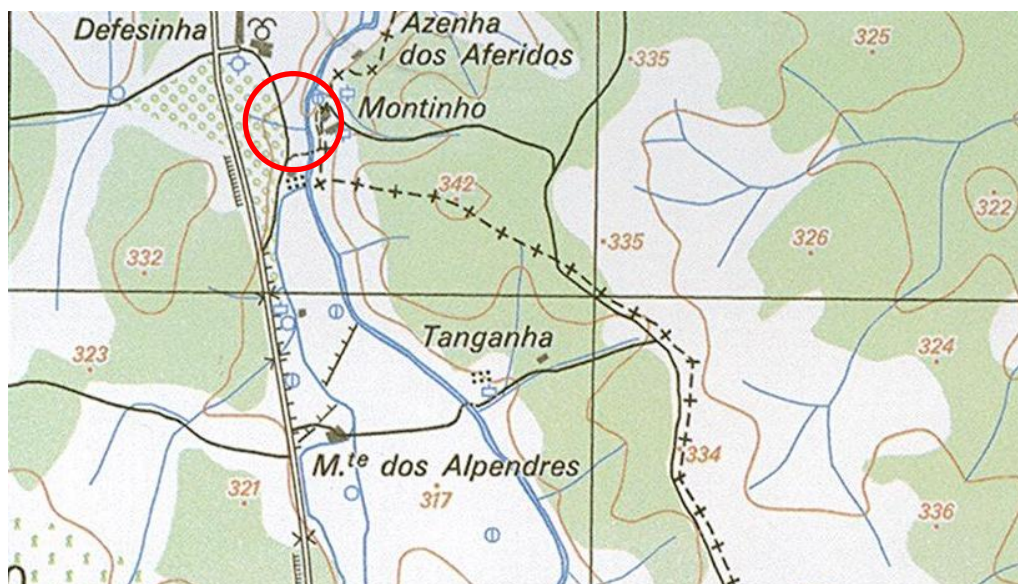 Defesinha
Azenha
dos Aferidos
Montinho
335
325
342
322
332
335
326
Tanganha
323
324
M.te dos Alpendres
334
321
317
336